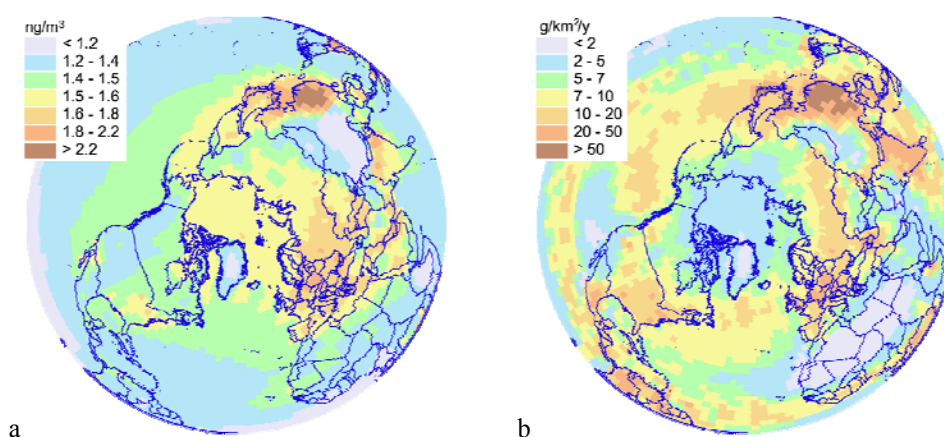 ng/m³
< 1.2
1.2 - 1.4
1.4 - 1.5
1.5 - 1.6
1.6 - 1.8
1.8 - 2.2
> 2.2
a
g/km²/y
< 2
2 - 5
5 - 7
7 - 10
10 - 20
20 - 50
> 50
b